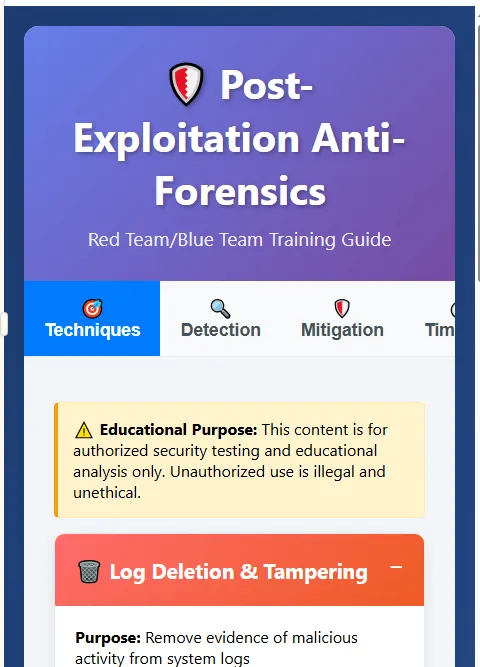 Post-
Exploitation Anti-
Forensics
Red Team/Blue Team Training Guide
Techniques
Detection
Mitigation
Educational Purpose: This content is for
authorized security testing and educational
analysis only. Unauthorized use is illegal and
unethical.
Log Deletion & Tampering
Purpose: Remove evidence of malicious
activity from system logs